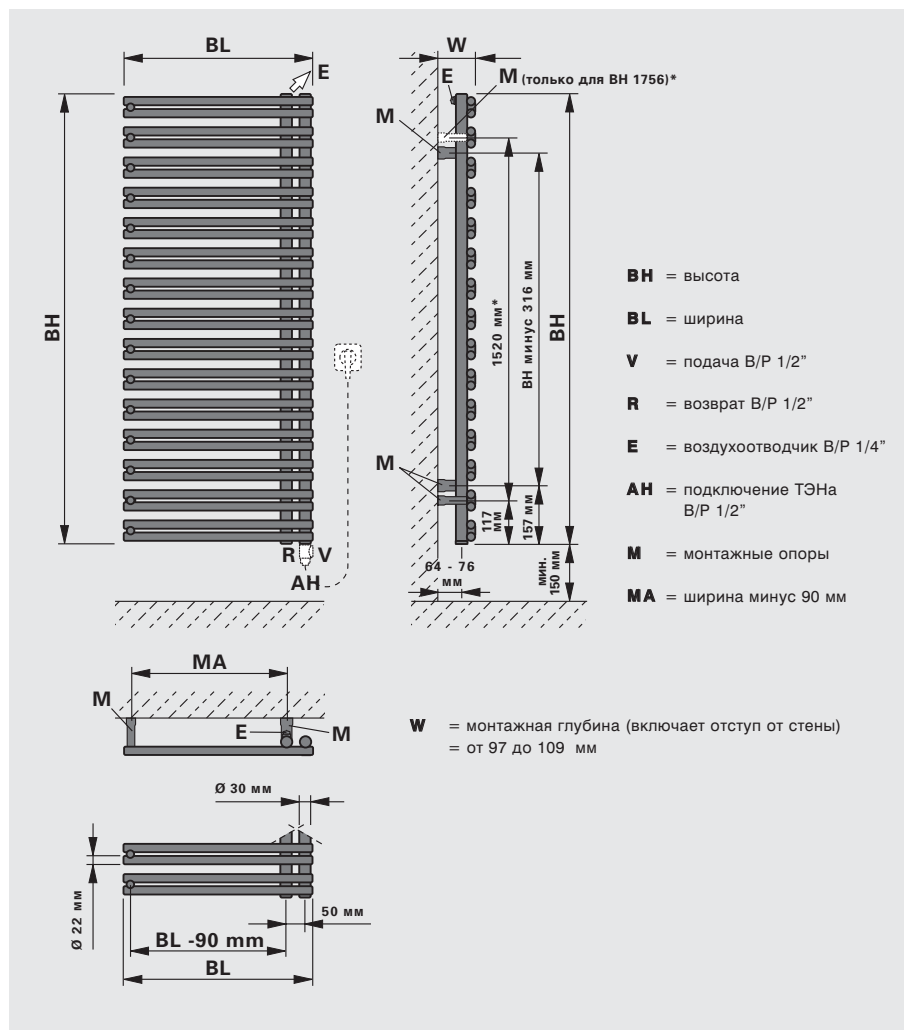 BL
E
BH
R V
AH
W
E M (только для ВН 1756)*
M
1520 мм*
ВН минус 316 мм
BH
M
117 мм
157 мм
64 - 76
мм
мин.
150 мм
BH = высота
BL = ширина
V = подача В/Р 1/2”
R = возврат В/Р 1/2”
E = воздухоотводчик В/Р 1/4”
AH = подключение ТЭНа
В/Р 1/2”
M = монтажные опоры
MA = ширина минус 90 мм
MA
M
E M
W = монтажная глубина (включает отступ от стены)
= от 97 до 109 мм
Ø 30 мм
Ø 22 мм
50 мм
BL -90 mm
BL